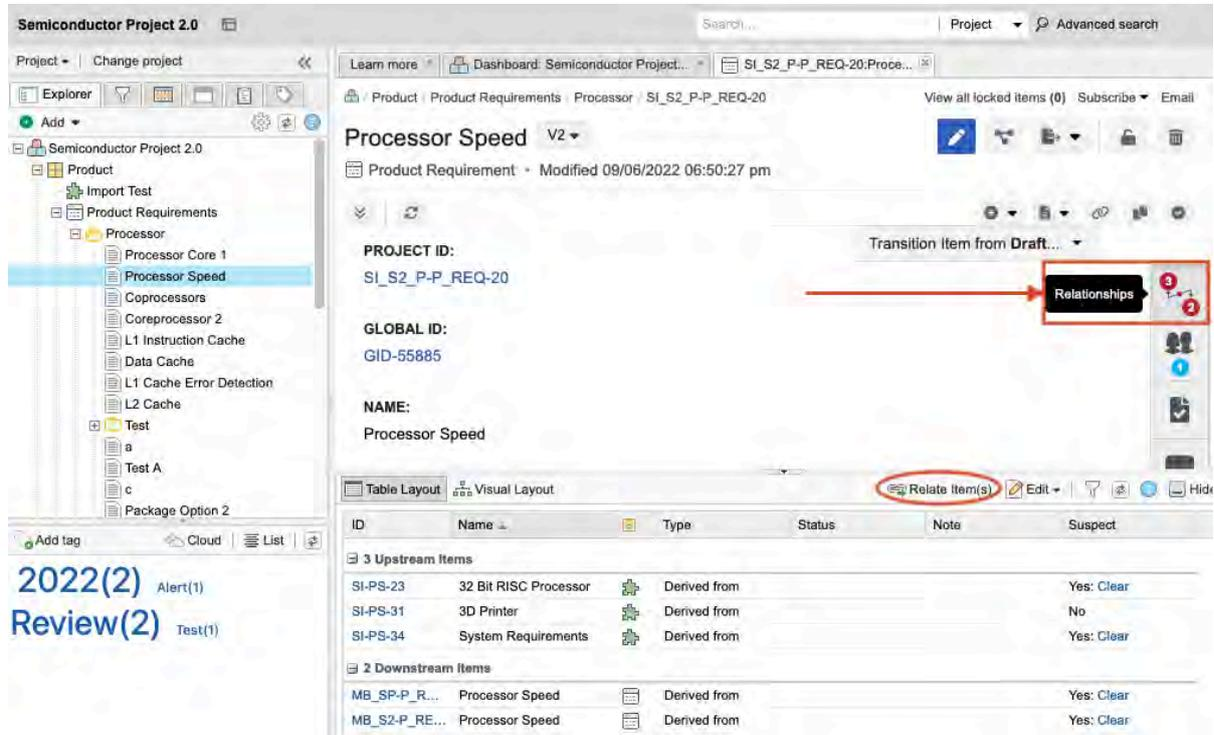 Semiconductor Project 2.0
Search...
Project
Advanced search
Project
Change project
Explorer
Add
Semiconductor Project 2.0
Product
Import Test
Product Requirements
Processor
Processor Core 1
Processor Speed
Coprocessors
Coreprocessor 2
L1 Instruction Cache
Data Cache
L1 Cache Error Detection
L2 Cache
Test
a
Test A
c
Package Option 2
Add tag
Cloud
List
2022(2) Alert(1)
Review(2) Test(1)
Learn more
Dashboard: Semiconductor Project...
SI_S2_P-P_REQ-20:Proce...
/ Product / Product Requirements / Processor / SI_S2_P-P_REQ-20
View all locked items (0) Subscribe Email
Processor Speed V2
Product Requirement • Modified 09/06/2022 06:50:27 pm
Transition Item from Draft...
PROJECT ID:
SI_S2_P-P_REQ-20
Relationships
3
2
GLOBAL ID:
GID-55885
1
NAME:
Processor Speed
Table Layout Visual Layout Relate Item(s) Edit Hide
ID Name Type Status Note Suspect
3 Upstream Items
SI-PS-23 32 Bit RISC Processor Derived from Yes: Clear
SI-PS-31 3D Printer Derived from No
SI-PS-34 System Requirements Derived from Yes: Clear
2 Downstream Items
MB_SP-P_R... Processor Speed Derived from Yes: Clear
MB_S2-P_RE... Processor Speed Derived from Yes: Clear